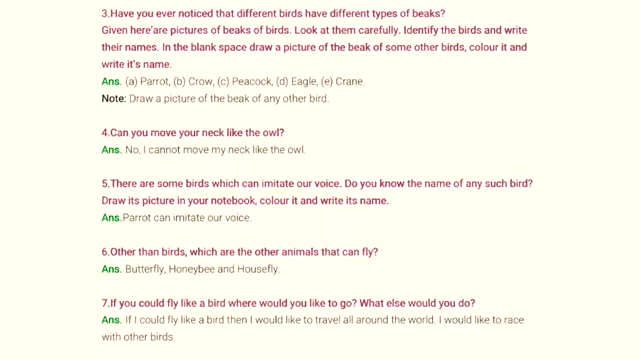 3.Have you ever noticed that different birds have different types of beaks?
Given here'are pictures of beaks of birds. Look at them carefully. Identify the birds and write
their names. In the blank space draw a picture of the beak of some other birds, colour it and
write it's name.
Ans. (a) Parrot, (b) Crow, (c) Peacock, (d) Eagle, (e) Crane.
Note: Draw a picture of the beak of any other bird.
4.Can you move your neck like the owl?
Ans. No, I cannot move my neck like the owl.
5.There are some birds which can imitate our voice. Do you know the name of any such bird?
Draw its picture in your notebook, colour it and write its name.
Ans.Parrot can imitate our voice.
6.Other than birds, which are the other animals that can fly?
Ans. Butterfly, Honeybee and Housefly.
7.If you could fly like a bird where would you like to go? What else would you do?
Ans. If I could fly like a bird then I would like to travel all around the world. I would like to race
with other birds.